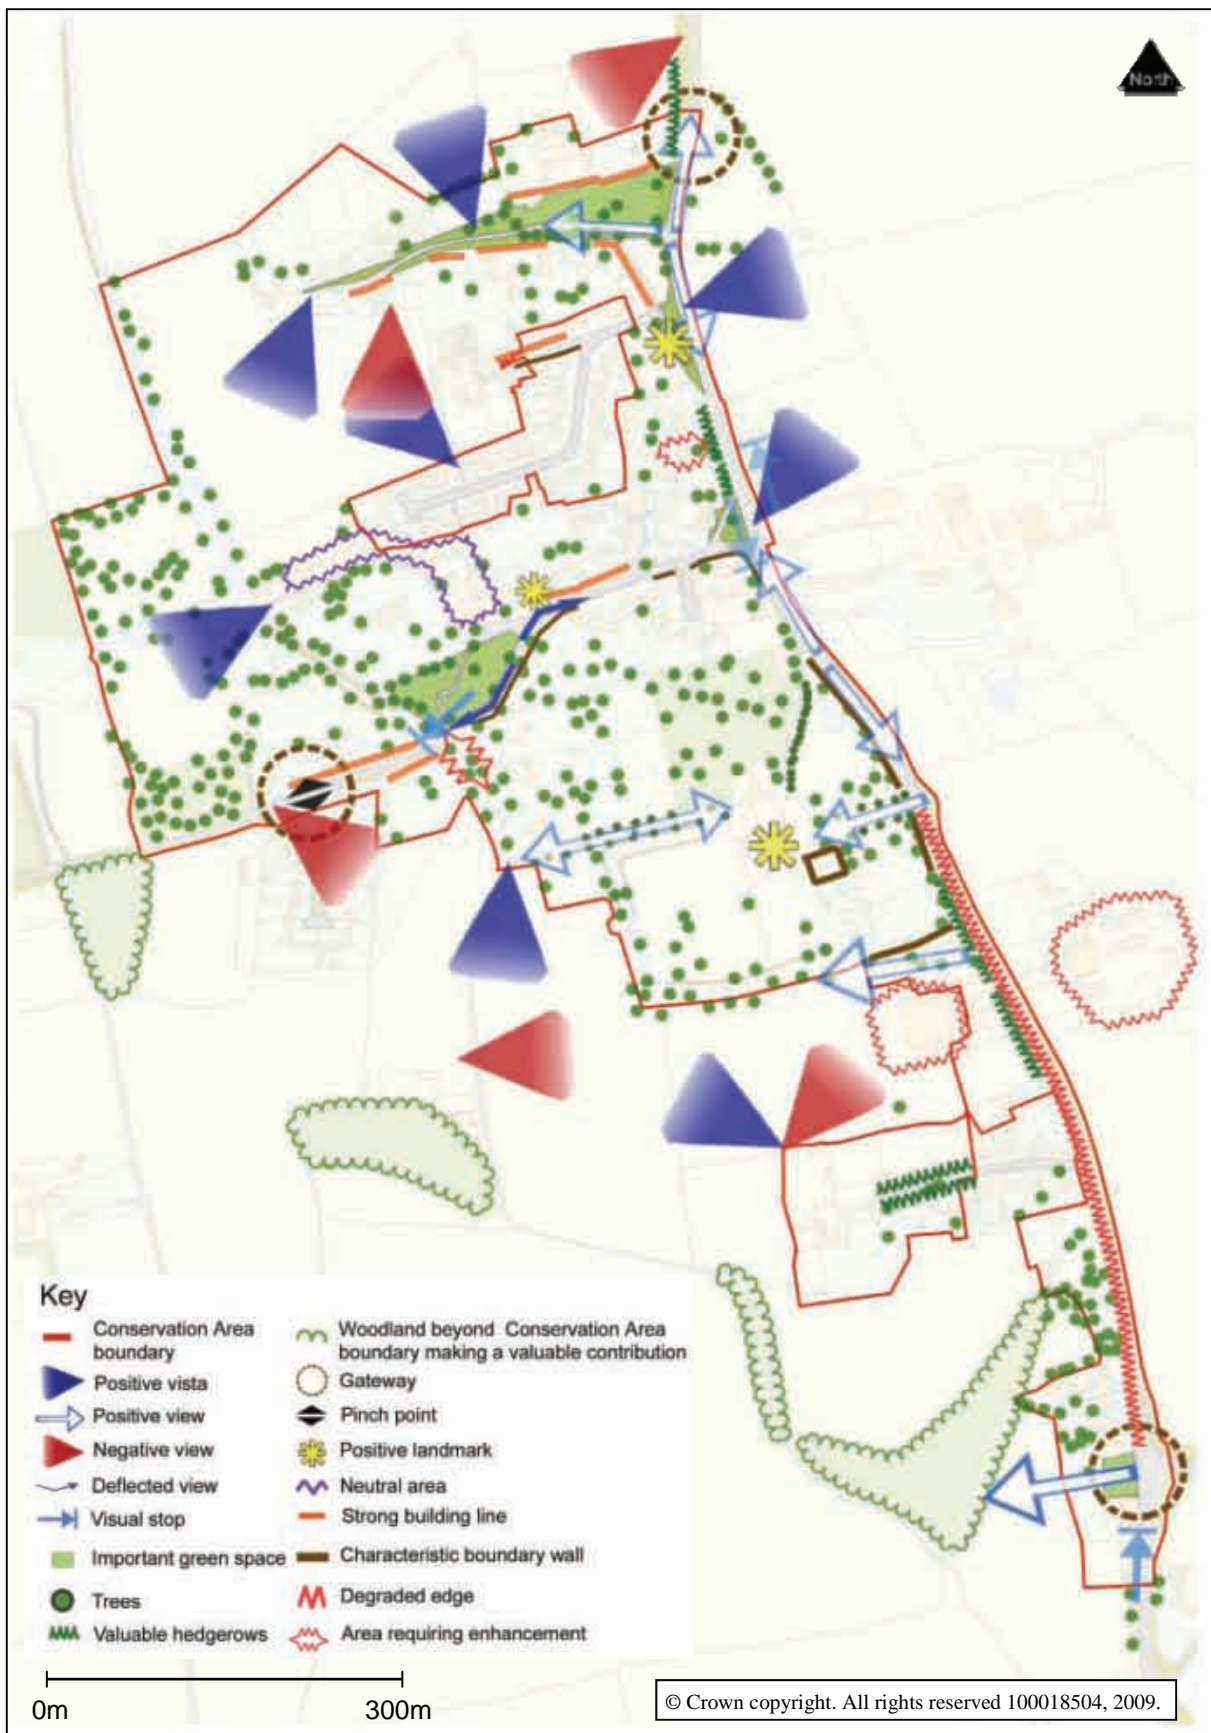 North
Key
Conservation Area
boundary
Positive vista
Positive view
Negative view
Deflected view
Visual stop
Important green space
Trees
Valuable hedgerows
Woodland beyond Conservation Area
boundary making a valuable contribution
Gateway
Pinch point
Positive landmark
Neutral area
Strong building line
Characteristic boundary wall
Degraded edge
Area requiring enhancement
0m
300m
© Crown copyright. All rights reserved 100018504, 2009.